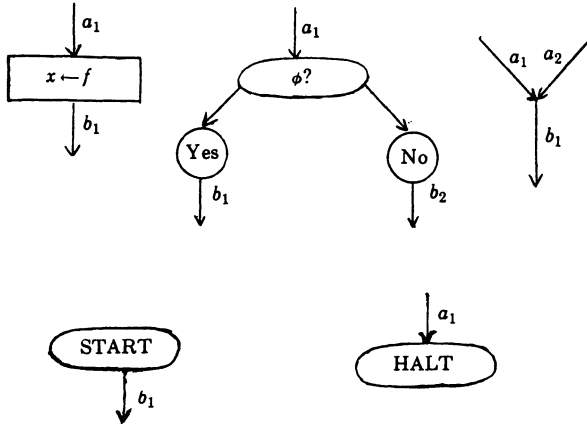 a₁
x ← f
b₁
a₁
ϕ?
Yes
No
b₁
b₂
a₁
a₂
b₁
START
b₁
a₁
HALT